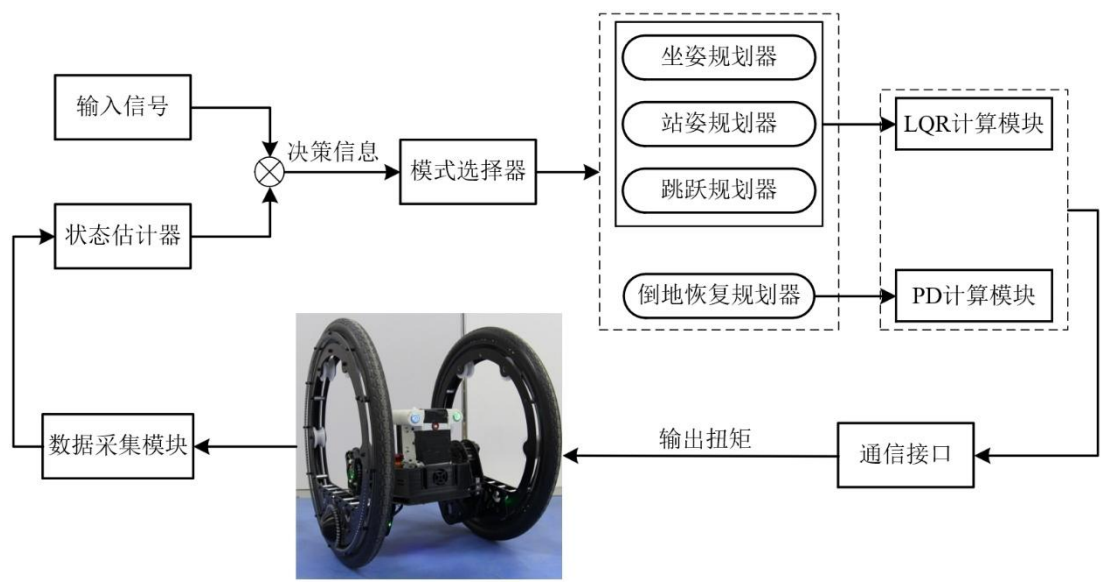 坐姿规划器
输入信号
站姿规划器
LQR计算模块
决策信息
模式选择器
跳跃规划器
状态估计器
倒地恢复规划器
PD计算模块
数据采集模块
输出扭矩
通信接口